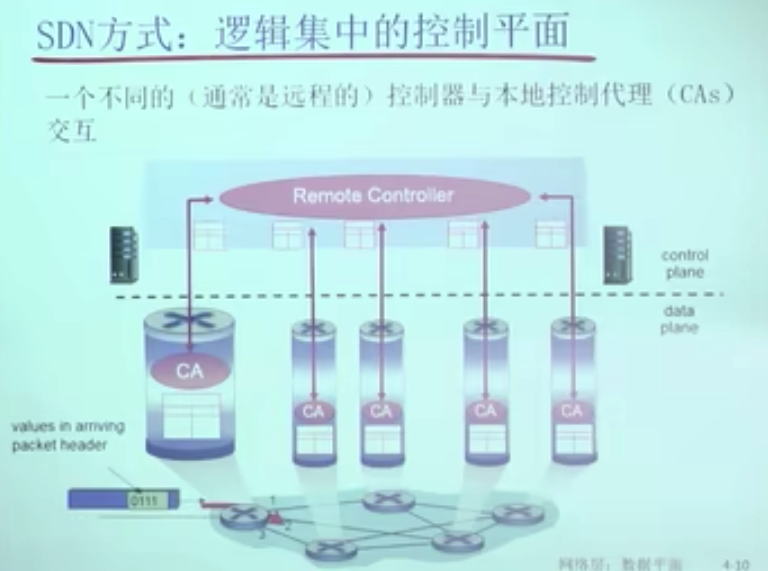 SDN方式：逻辑集中的控制平面
一个不同的（通常是远程的）控制器与本地控制代理（CAs）
交互
Remote Controller
control
plane
data
plane
CA
CA
CA
CA
CA
values in arriving
packet header
0111
1
2
3
网络层：数据平面
4-10